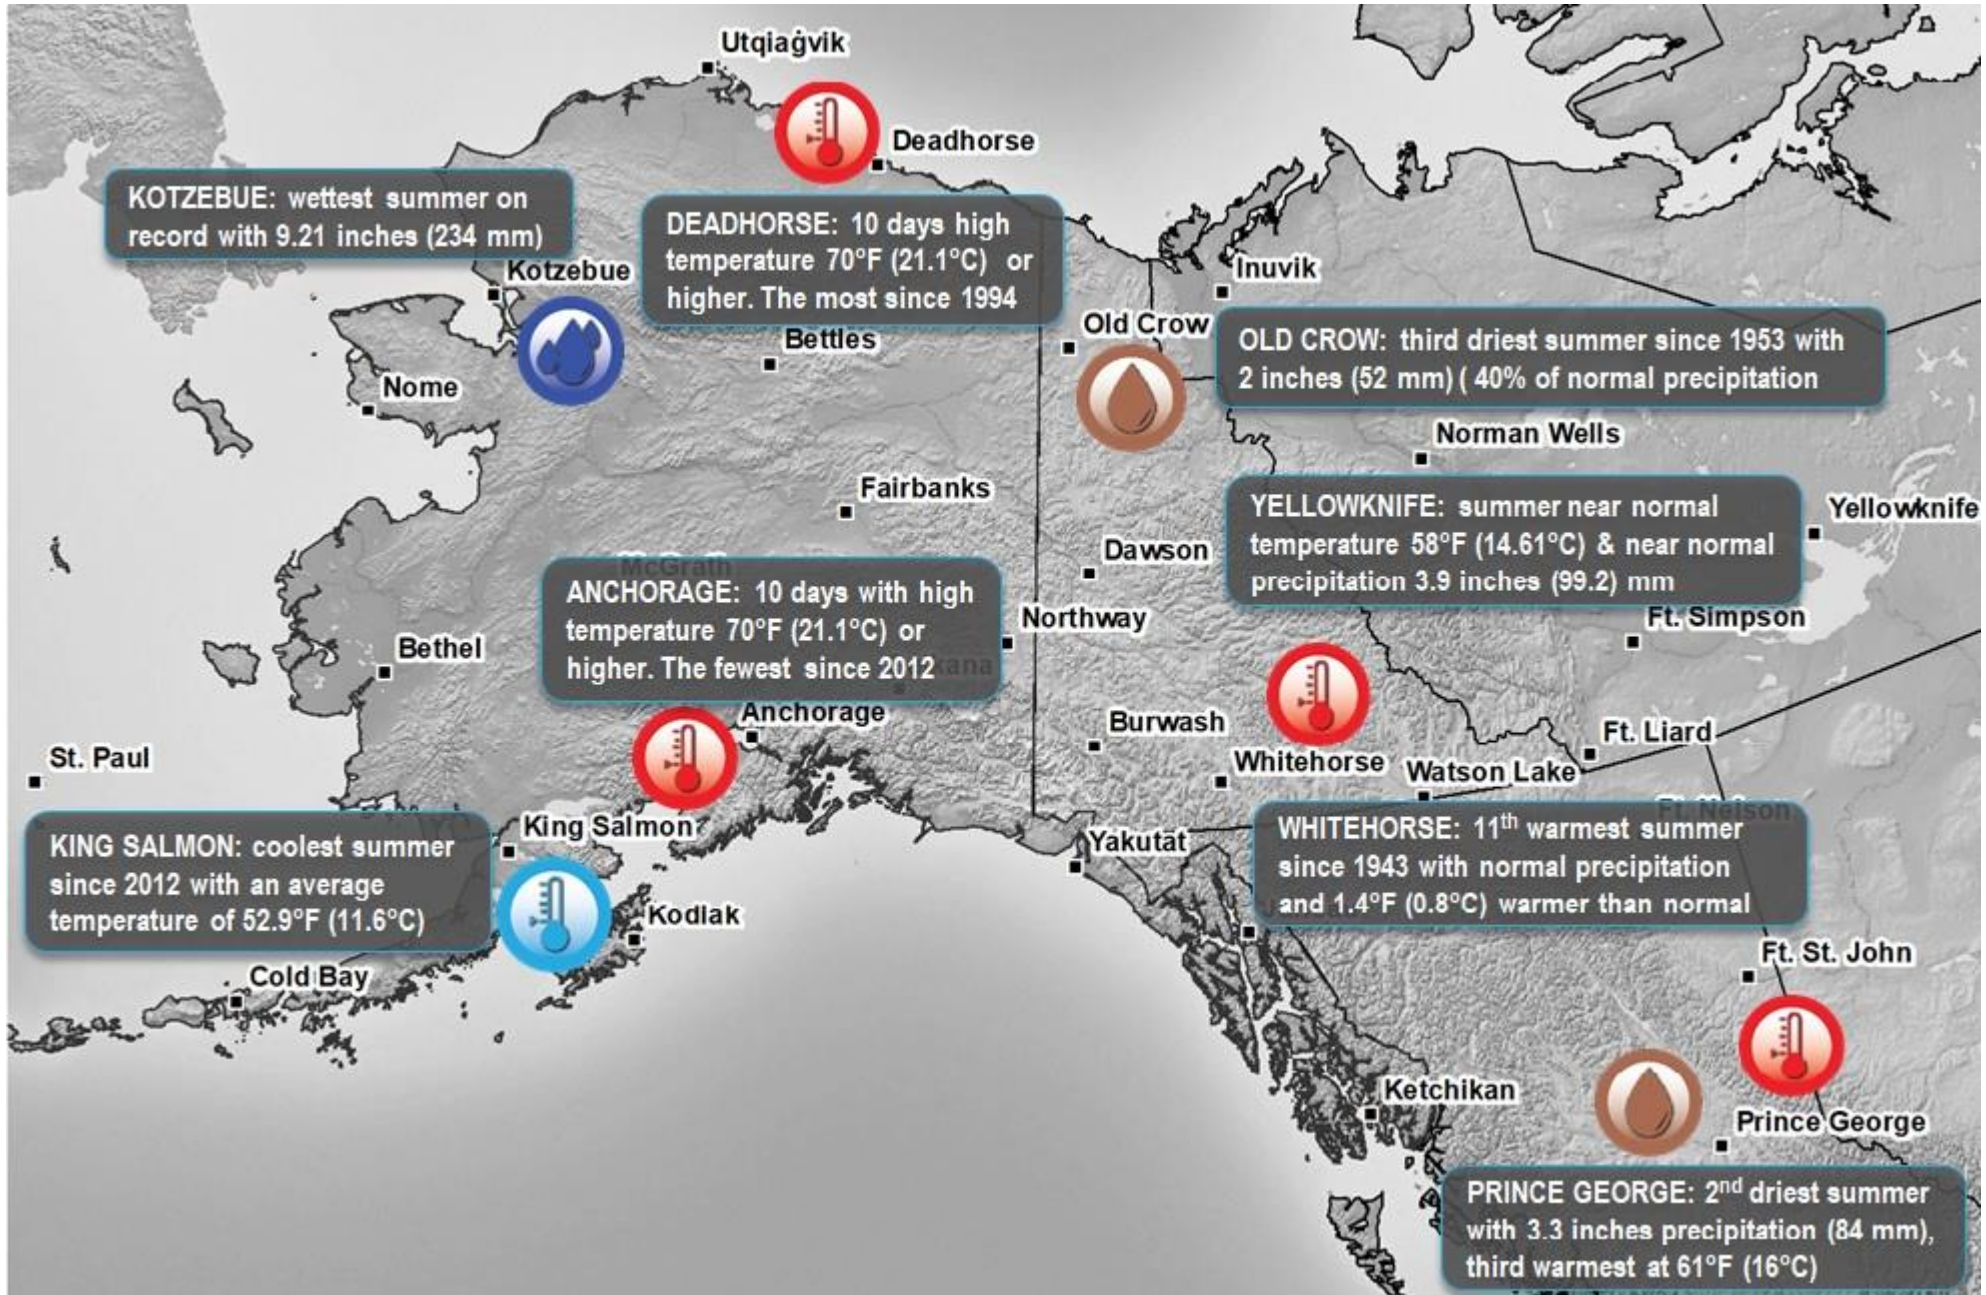 Utqiaġvik
Deadhorse
KOTZEBUE: wettest summer on
record with 9.21 inches (234 mm)
DEADHORSE: 10 days high
temperature 70°F (21.1°C) or
higher. The most since 1994
Kotzebue
Inuvik
Old Crow
Bettles
OLD CROW: third driest summer since 1953 with
2 inches (52 mm) ( 40% of normal precipitation
Nome
Norman Wells
Fairbanks
Yellowknife
YELLOWKNIFE: summer near normal
temperature 58°F (14.61°C) & near normal
precipitation 3.9 inches (99.2) mm
Dawson
McGrath
ANCHORAGE: 10 days with high
temperature 70°F (21.1°C) or
higher. The fewest since 2012
Northway
Ft. Simpson
Bethel
Anchorage
Burwash
Ft. Liard
St. Paul
Whitehorse
Watson Lake
Ft. Nelson
King Salmon
Yakutat
KING SALMON: coolest summer
since 2012 with an average
temperature of 52.9°F (11.6°C)
WHITEHORSE: 11th warmest summer
since 1943 with normal precipitation
and 1.4°F (0.8°C) warmer than normal
Kodiak
Cold Bay
Ft. St. John
Ketchikan
Prince George
PRINCE GEORGE: 2nd driest summer
with 3.3 inches precipitation (84 mm),
third warmest at 61°F (16°C)